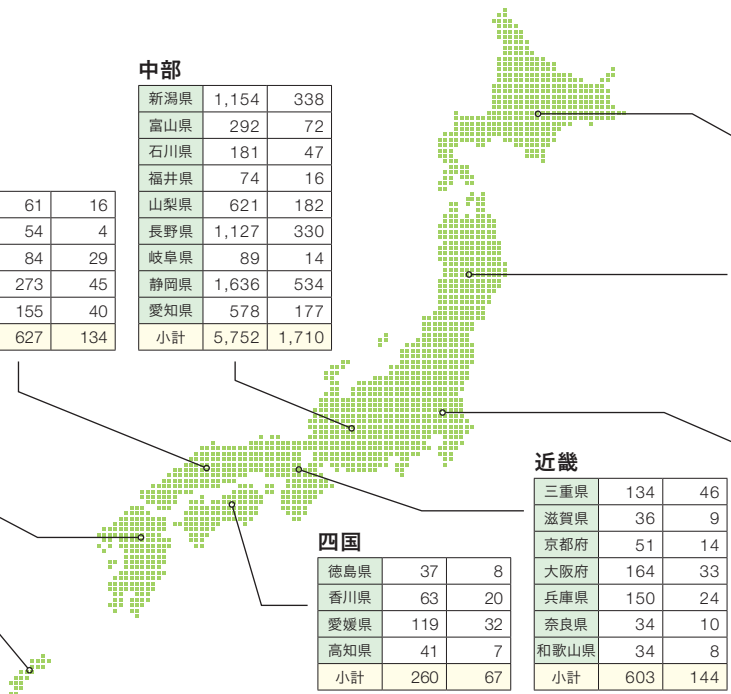 中部
新潟県 1,154 338
富山県 292 72
石川県 181 47
福井県 74 16
山梨県 621 182
長野県 1,127 330
岐阜県 89 14
静岡県 1,636 534
愛知県 578 177
小計 5,752 1,710
61 16
54 4
84 29
273 45
155 40
627 134
近畿
三重県 134 46
滋賀県 36 9
京都府 51 14
大阪府 164 33
兵庫県 150 24
奈良県 34 10
和歌山県 34 8
小計 603 144
四国
徳島県 37 8
香川県 63 20
愛媛県 119 32
高知県 41 7
小計 260 67